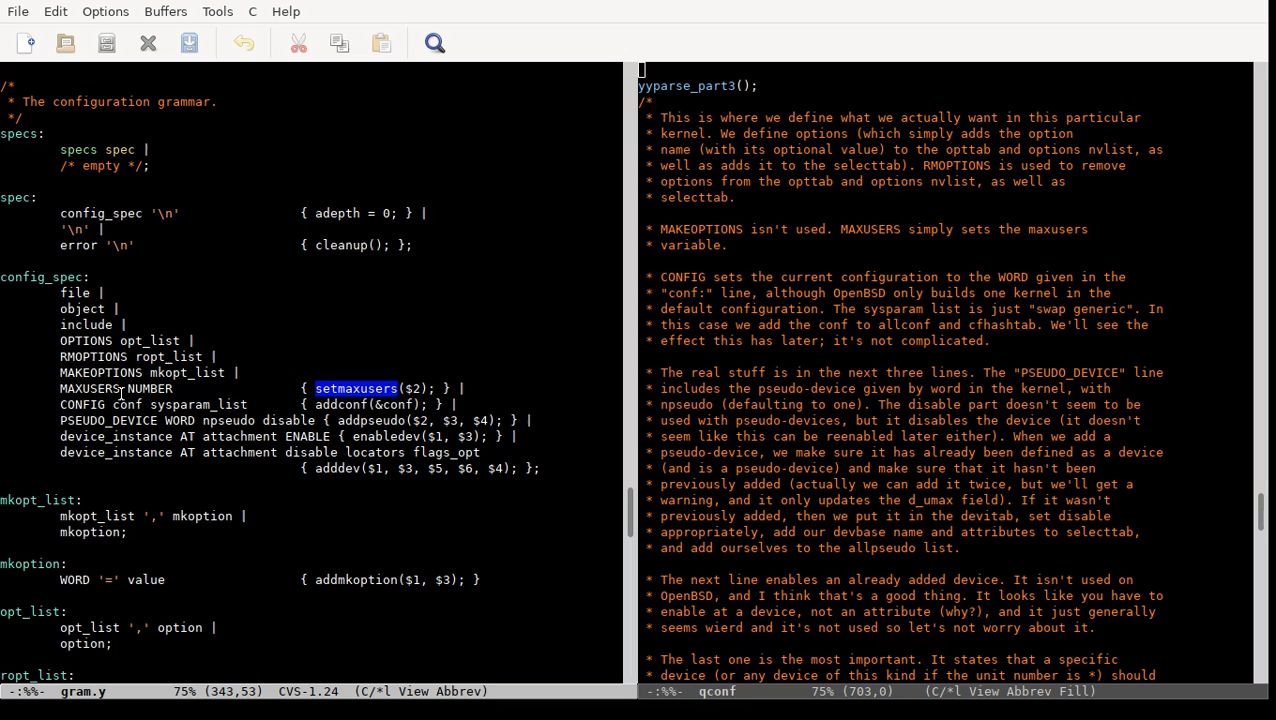 File Edit Options Buffers Tools C Help
/*
 * The configuration grammar.
 */
specs:
        specs spec |
        /* empty */;
spec:
        config_spec '\n'                { adepth = 0; } |
        '\n' |
        error '\n'                      { cleanup(); };
config_spec:
        file |
        object |
        include |
        OPTIONS opt_list |
        RMOPTIONS ropt_list |
        MAKEOPTIONS mkopt_list |
        MAXUSERS NUMBER                 { setmaxusers($2); } |
        CONFIG conf sysparam_list       { addconf(&conf); } |
        PSEUDO_DEVICE WORD npseudo disable { addpseudo($2, $3, $4); } |
        device_instance AT attachment ENABLE { enabledev($1, $3); } |
        device_instance AT attachment disable locators flags_opt
                                        { adddev($1, $3, $5, $6, $4); };
mkopt_list:
        mkopt_list ',' mkoption |
        mkoption;
mkoption:
        WORD '=' value                  { addmkoption($1, $3); }
opt_list:
        opt_list ',' option |
        option;
ropt_list:
-:%%-  gram.y         75% (343,53)  CVS-1.24  (C/*l View Abbrev)
yyparse_part3();
/*
 * This is where we define what we actually want in this particular
 * kernel. We define options (which simply adds the option
 * name (with its optional value) to the opttab and options nvlist, as
 * well as adds it to the selecttab). RMOPTIONS is used to remove
 * options from the opttab and options nvlist, as well as
 * selecttab.
 * MAKEOPTIONS isn't used. MAXUSERS simply sets the maxusers
 * variable.
 * CONFIG sets the current configuration to the WORD given in the
 * "conf:" line, although OpenBSD only builds one kernel in the
 * default configuration. The sysparam list is just "swap generic". In
 * this case we add the conf to allconf and cfhashtab. We'll see the
 * effect this has later; it's not complicated.
 * The real stuff is in the next three lines. The "PSEUDO_DEVICE" line
 * includes the pseudo-device given by word in the kernel, with
 * npseudo (defaulting to one). The disable part doesn't seem to be
 * used with pseudo-devices, but it disables the device (it doesn't
 * seem like this can be reenabled later either). When we add a
 * pseudo-device, we make sure it has already been defined as a device
 * (and is a pseudo-device) and make sure that it hasn't been
 * previously added (actually we can add it twice, but we'll get a
 * warning, and it only updates the d_umax field). If it wasn't
 * previously added, then we put it in the devitab, set disable
 * appropriately, add our devbase name and attributes to selecttab,
 * and add ourselves to the allpseudo list.
 * The next line enables an already added device. It isn't used on
 * OpenBSD, and I think that's a good thing. It looks like you have to
 * enable at a device, not an attribute (why?), and it just generally
 * seems wierd and it's not used so let's not worry about it.
 * The last one is the most important. It states that a specific
 * device (or any device of this kind if the unit number is *) should
-:%%-  qconf          75% (703,0)    (C/*l View Abbrev Fill)